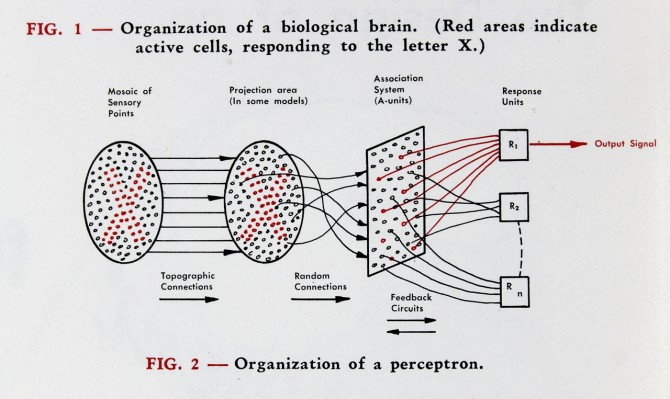 FIG. 1 — Organization of a biological brain. (Red areas indicate
active cells, responding to the letter X.)
Mosaic of
Sensory
Points
Projection area
(In some models)
Association
System
(A-units)
Response
Units
R1
Output Signal
R2
R n
Topographic
Connections
Random
Connections
Feedback
Circuits
FIG. 2 — Organization of a perceptron.